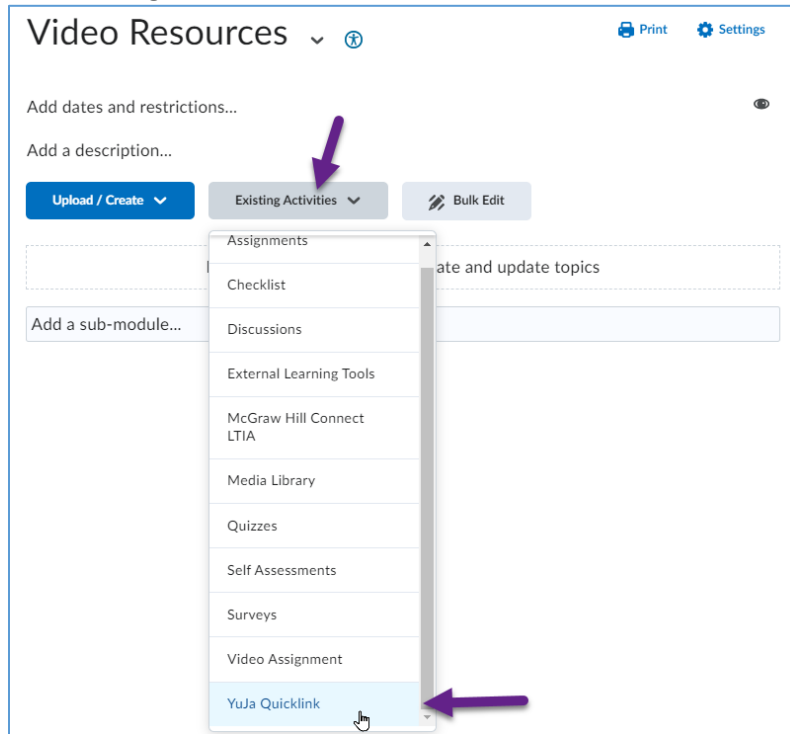 Video Resources
Print
Settings
Add dates and restrictions...
Add a description...
Upload / Create
Existing Activities
Bulk Edit
Assignments
ate and update topics
Checklist
Add a sub-module...
Discussions
External Learning Tools
McGraw Hill Connect
LTIA
Media Library
Quizzes
Self Assessments
Surveys
Video Assignment
YuJa Quicklink